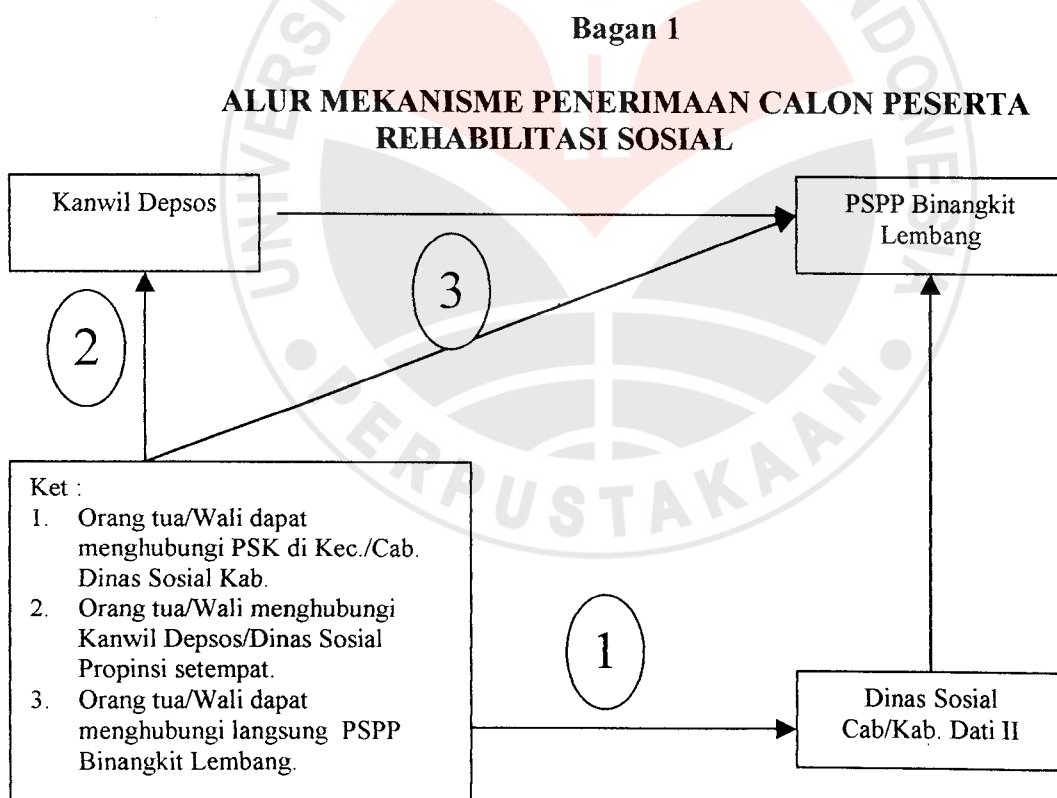 Bagan 1
ALUR MEKANISME PENERIMAAN CALON PESERTA
REHABILITASI SOSIAL
Kanwil Depsos
PSPP Binangkit
Lembang
3
2
Ket :
1. Orang tua/Wali dapat
menghubungi PSK di Kec./Cab.
Dinas Sosial Kab.
2. Orang tua/Wali menghubungi
Kanwil Depsos/Dinas Sosial
Propinsi setempat.
3. Orang tua/Wali dapat
menghubungi langsung PSPP
Binangkit Lembang.
1
Dinas Sosial
Cab/Kab. Dati II
PERPUSTAKAAN